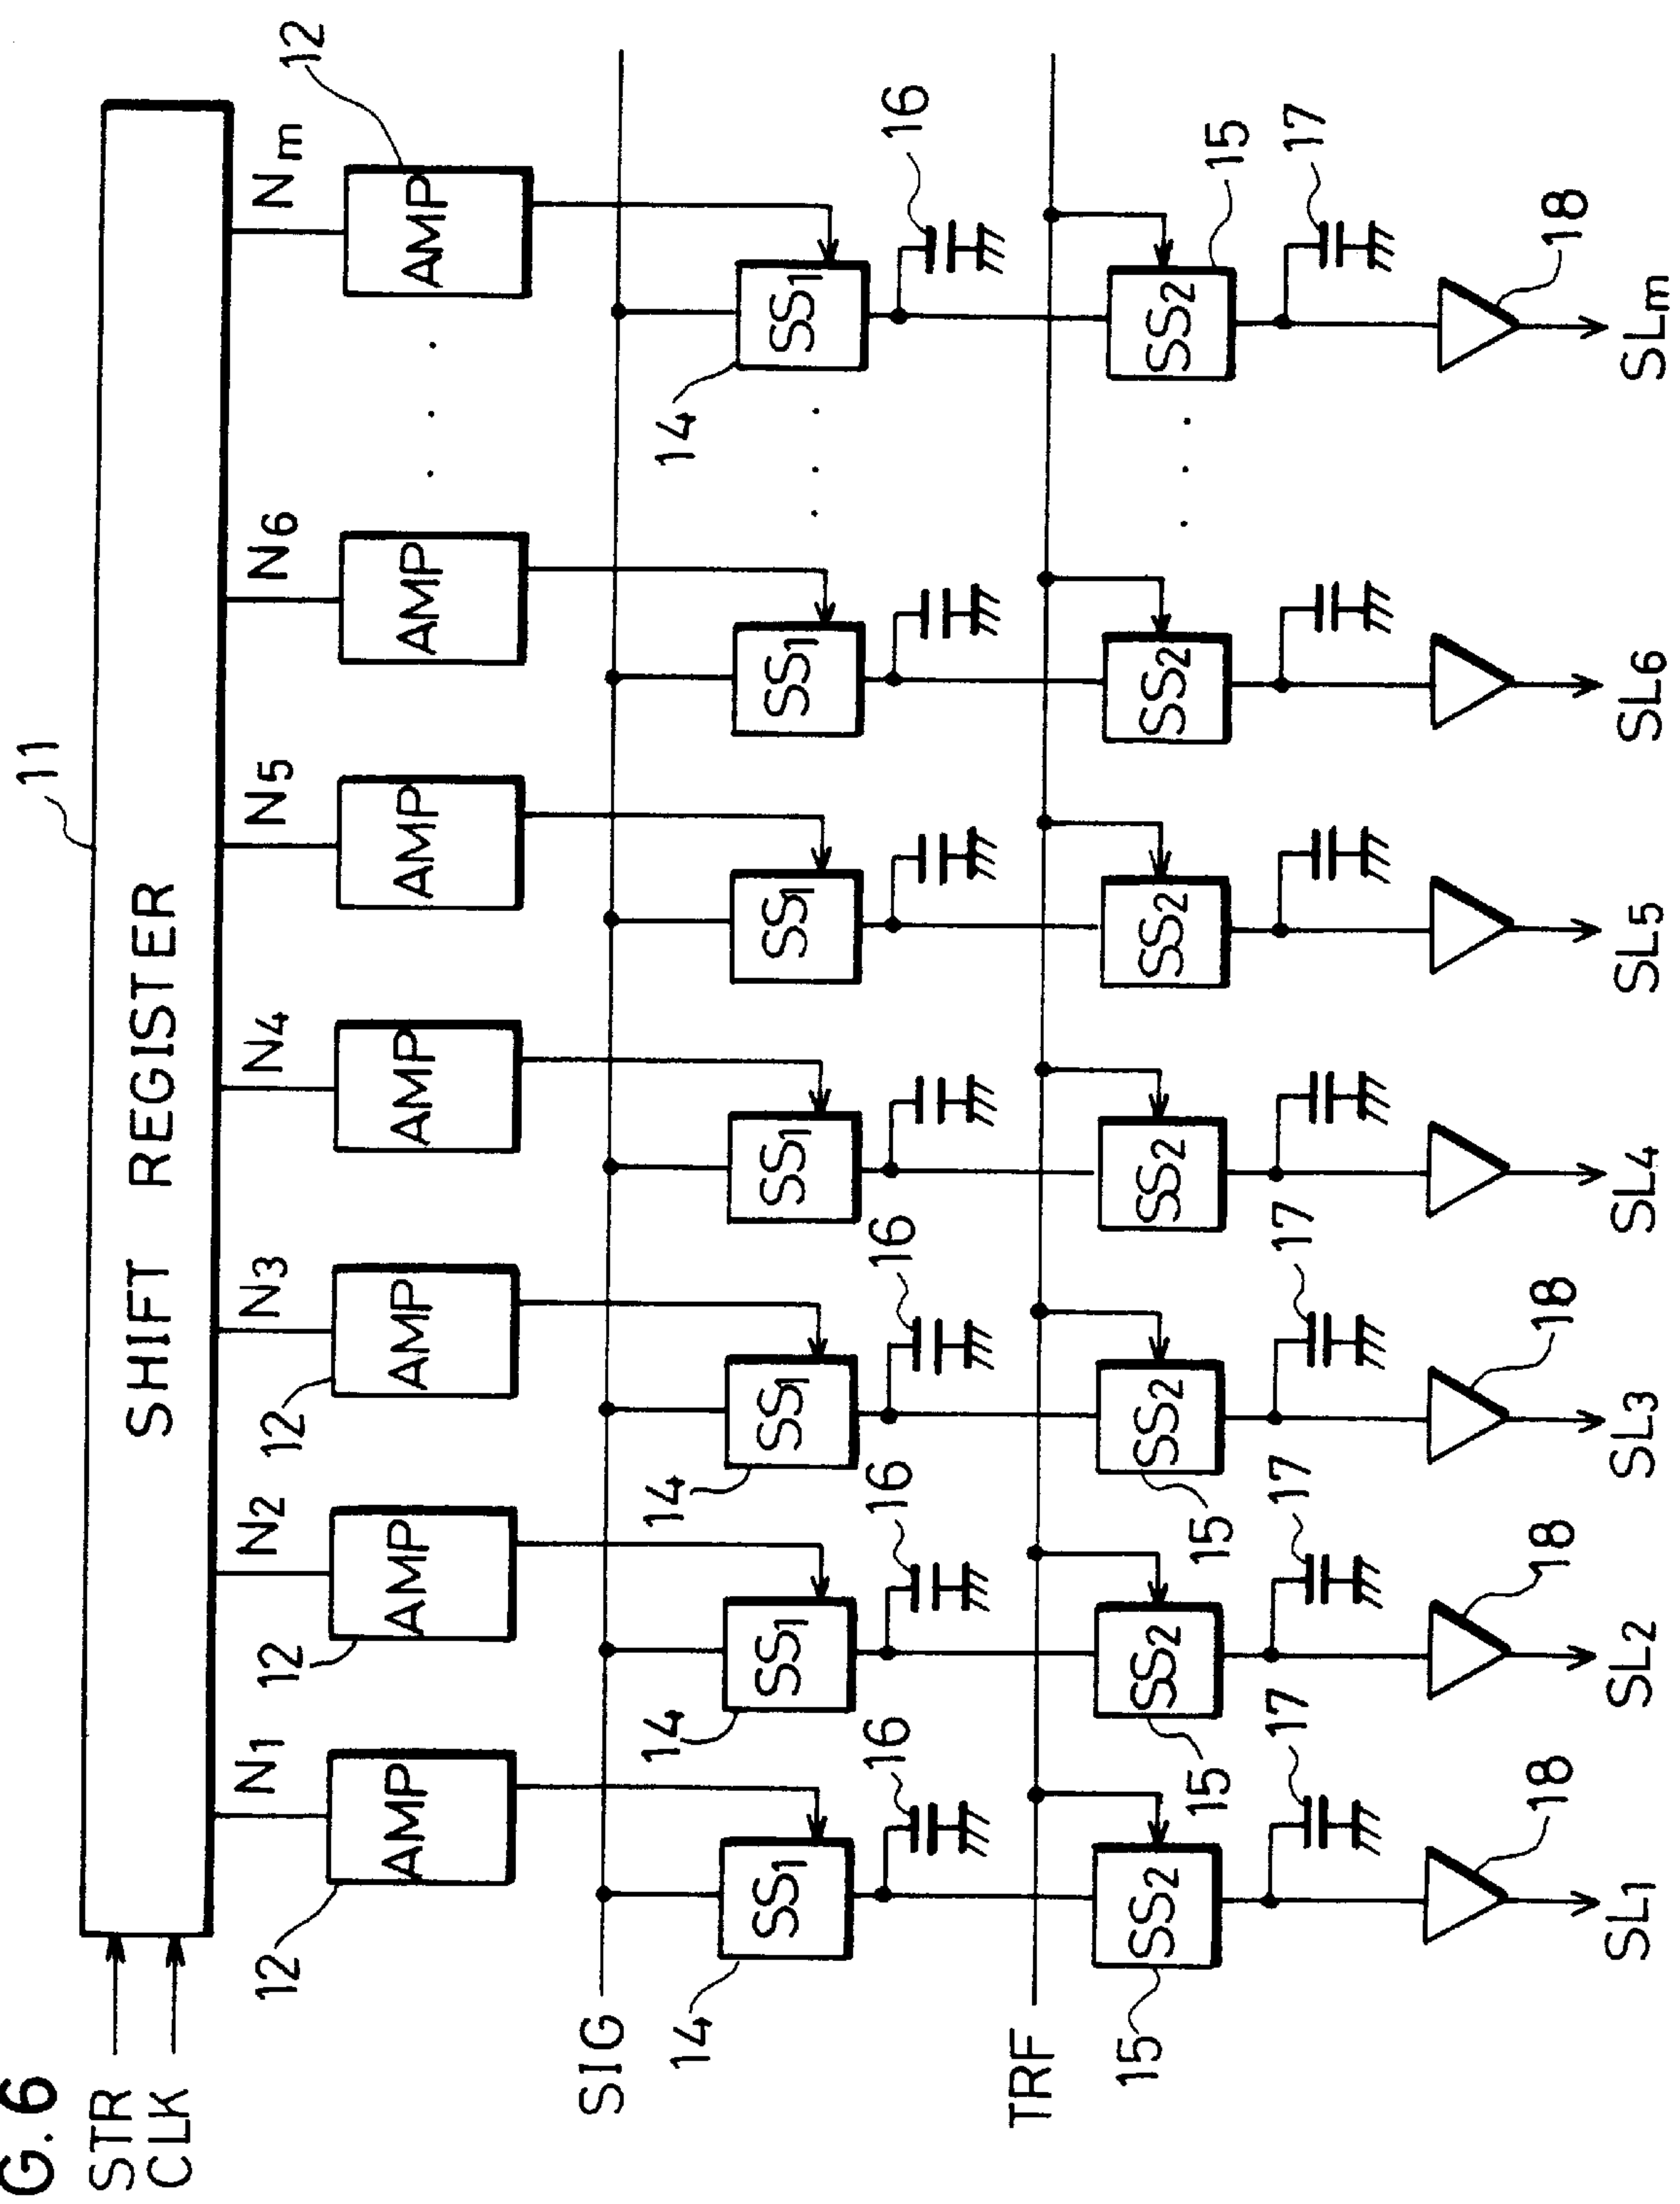 G. 6
STR
CLK
SHIFT REGISTER
11
N1 N2 N3 N4 N5 N6 Nm
12 12 12 12
AMP AMP AMP AMP AMP AMP AMP
. . .
SIG
14 14 14 14
SS1 SS1 SS1 SS1 SS1 SS1 SS1
. . .
16 16 16 16
TRF
15 15 15 15
SS2 SS2 SS2 SS2 SS2 SS2 SS2
. . .
17 17 17 17
18 18 18 18
SL1 SL2 SL3 SL4 SL5 SL6 SLm